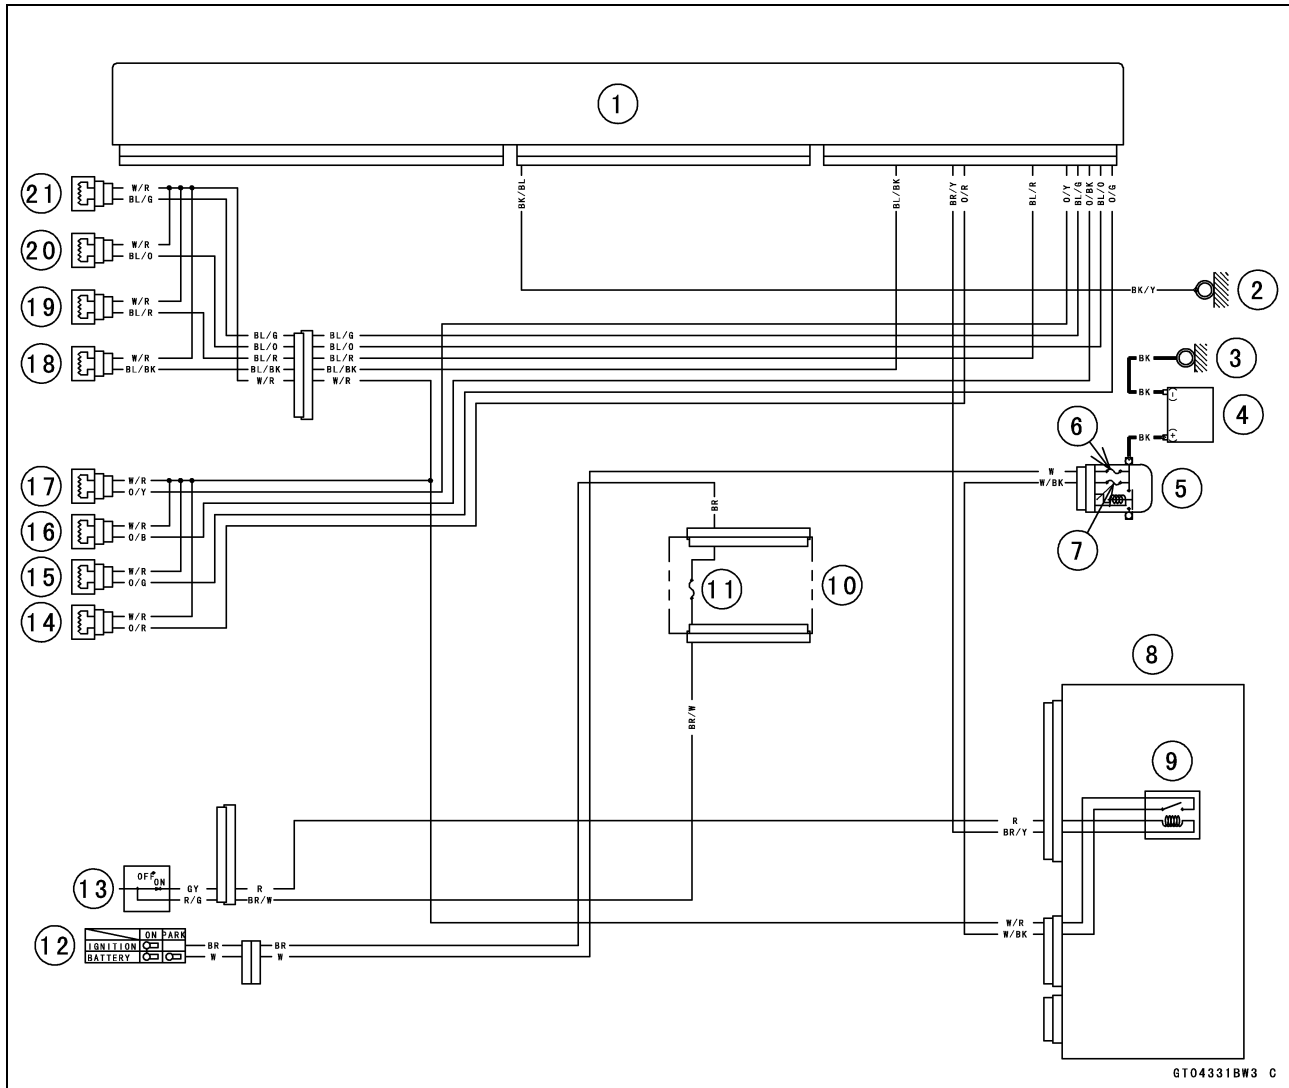 1
BK/BL
BL/BK
BR/Y
O/R
BL/R
O/Y
BL/G
O/BK
BL/O
O/G
21
W/R
BL/G
20
W/R
BL/O
19
W/R
BL/R
18
W/R
BL/BK
BL/G
BL/O
BL/R
BL/BK
W/R
BL/G
BL/O
BL/R
BL/BK
W/R
BK/Y
2
BK
3
BK
(-)
4
BK
(+)
6
W
W/BK
5
7
17
W/R
O/Y
16
W/R
O/B
15
W/R
O/G
14
W/R
O/R
BR
11
10
BR/W
8
9
R
BR/Y
W/R
W/BK
13
OFF
ON
GY
R/G
R
BR/W
12
ON PARK
IGNITION
BATTERY
BR
W
BR
W
GT04331BW3 C